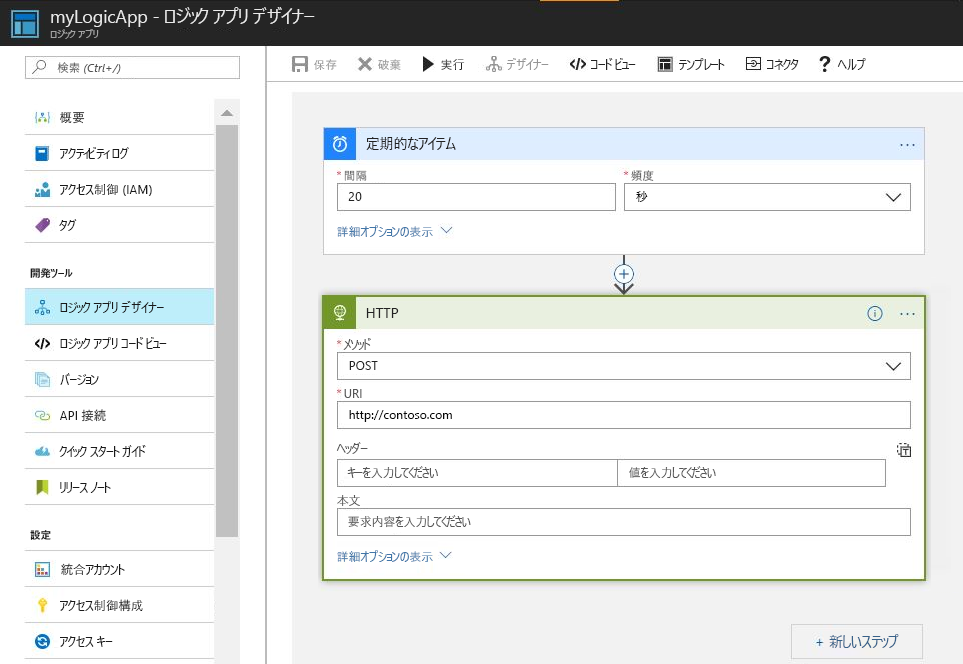 myLogicApp - ロジック アプリ デザイナー
ロジック アプリ
検索 (Ctrl+/)
概要
アクティビティ ログ
アクセス制御 (IAM)
タグ
開発ツール
ロジック アプリ デザイナー
ロジック アプリ コード ビュー
バージョン
API 接続
クイック スタート ガイド
リリース ノート
設定
統合アカウント
アクセス制御構成
アクセス キー
保存 破棄 実行 デザイナー コード ビュー テンプレート コネクタ ヘルプ
定期的なアイテム
* 間隔 * 頻度
20 秒
詳細オプションの表示
HTTP
* メソッド
POST
* URI
http://contoso.com
ヘッダー
キーを入力してください 値を入力してください
本文
要求内容を入力してください
詳細オプションの表示
+ 新しいステップ